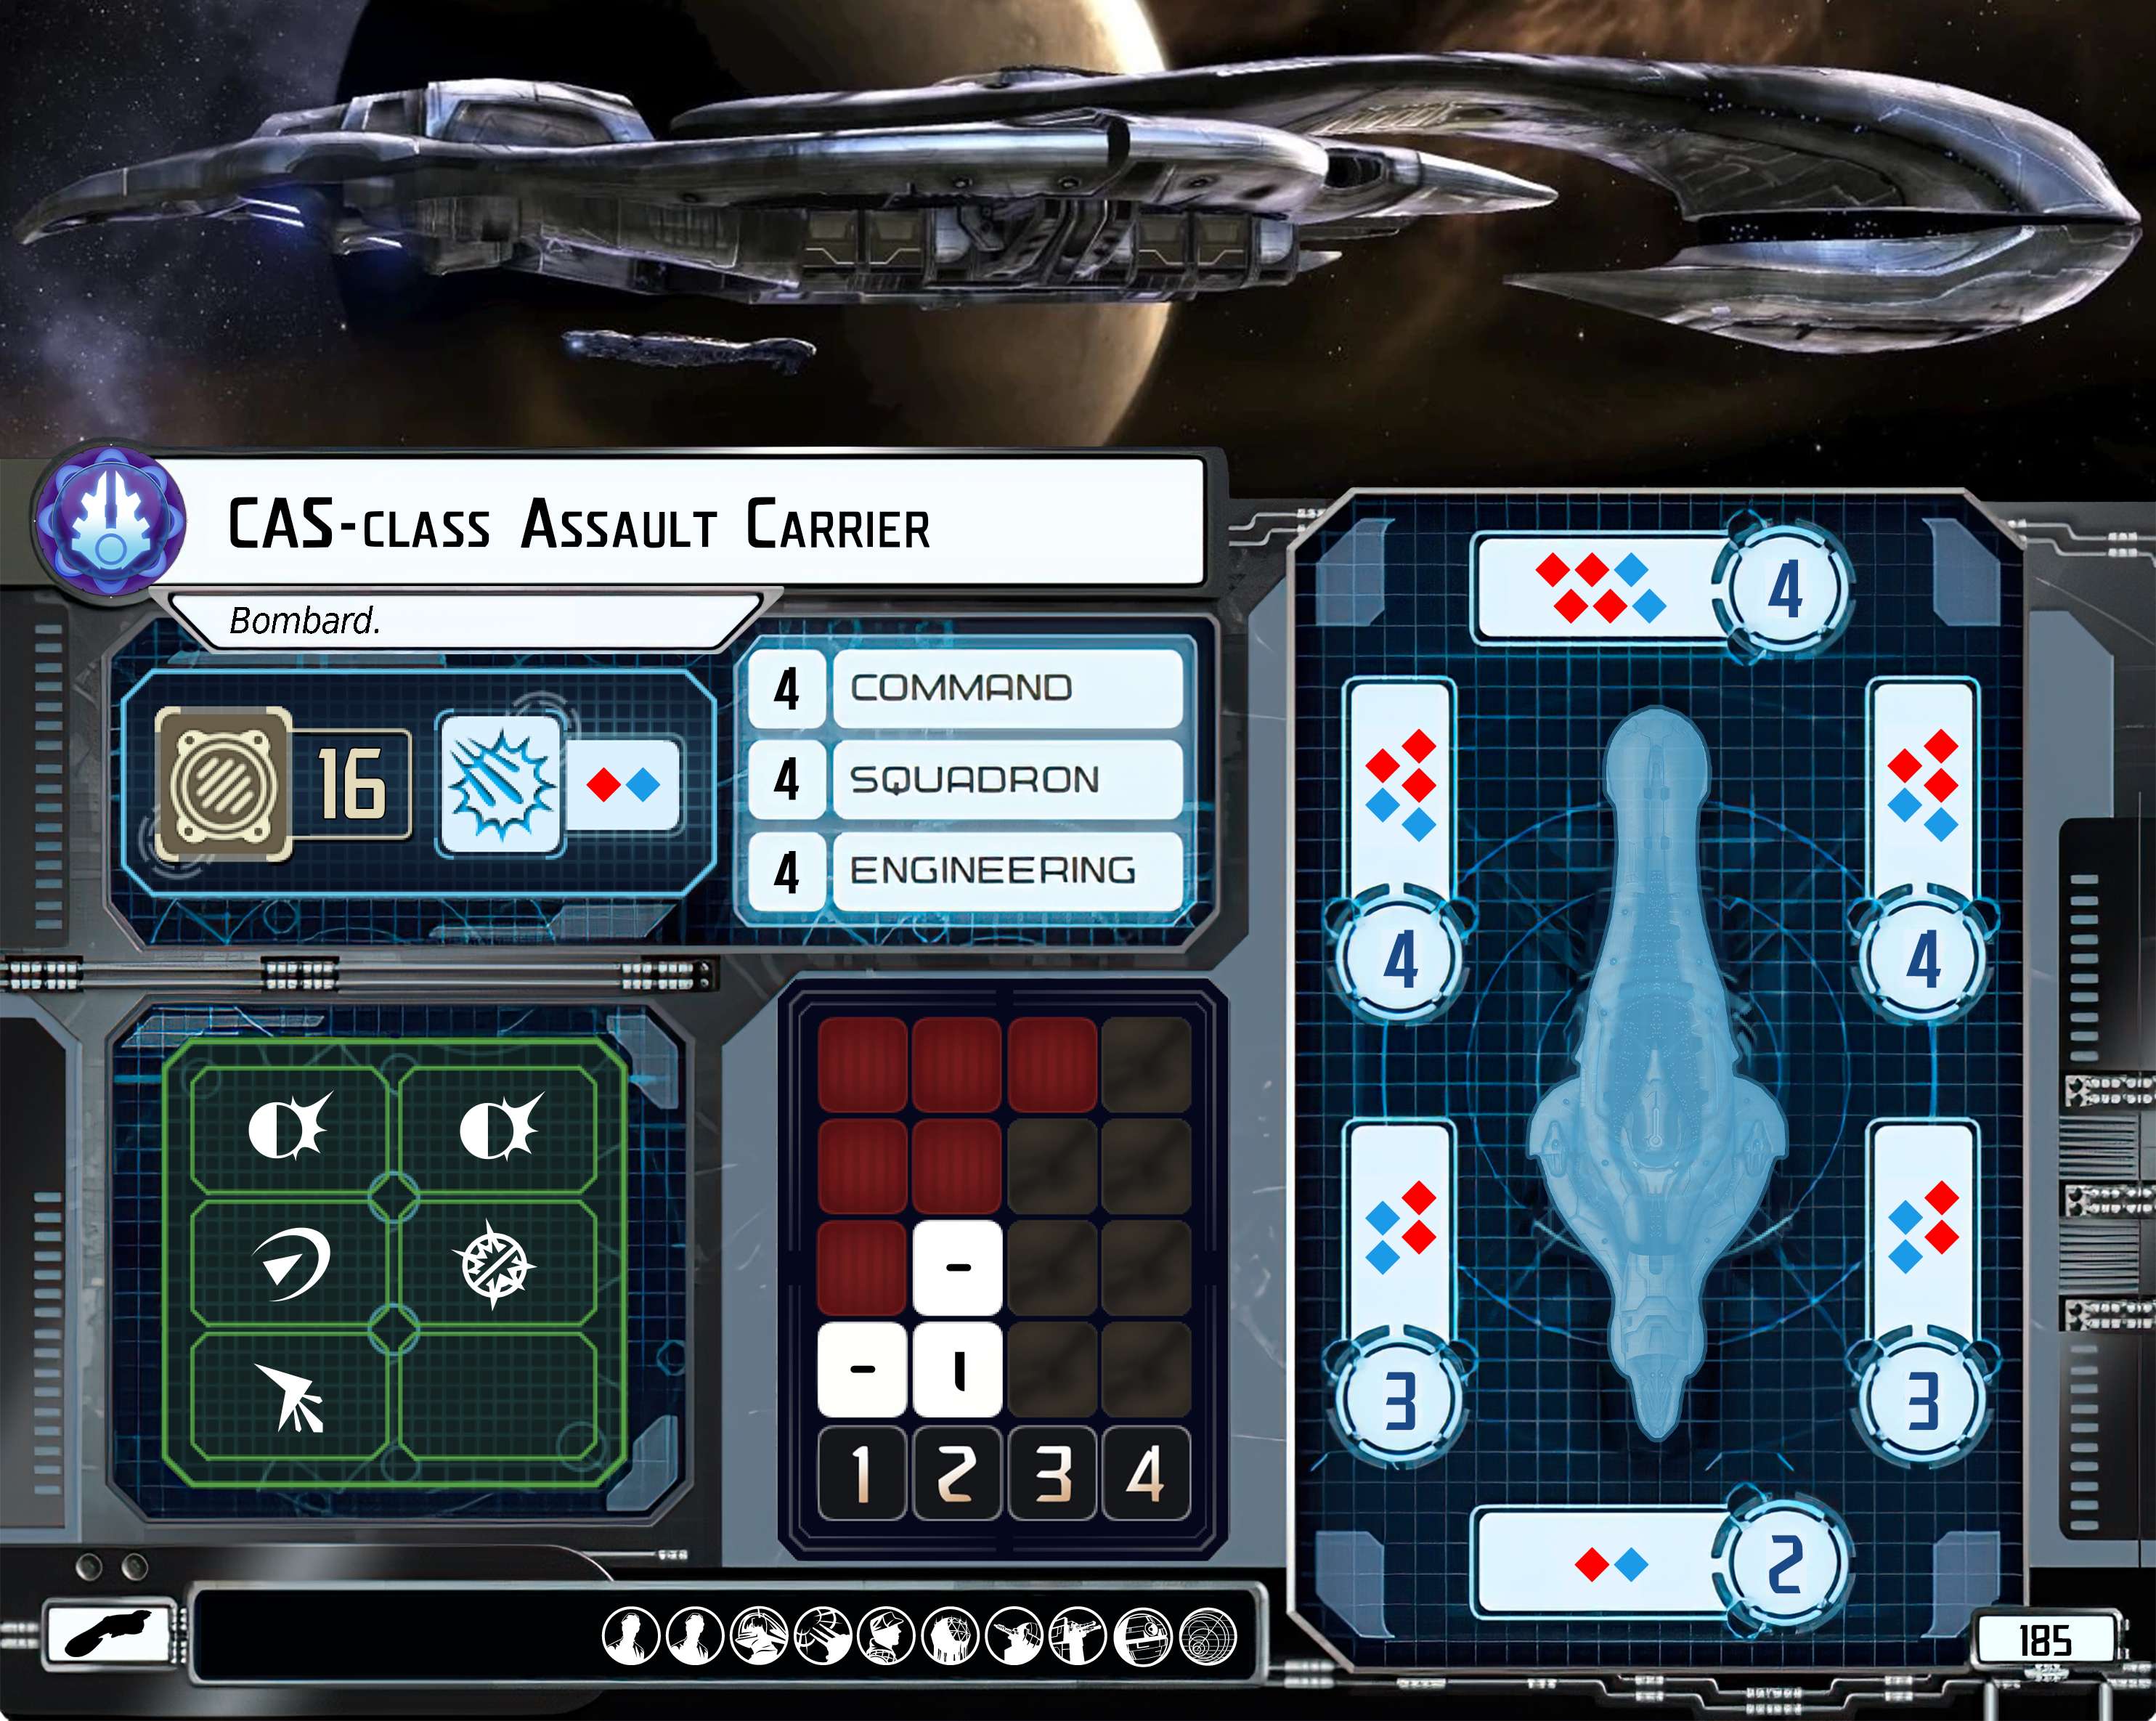 CAS-CLASS ASSAULT CARRIER
Bombard.
16
4 COMMAND
4 SQUADRON
4 ENGINEERING
4
4 4
3 3
2
-
- I
1 2 3 4
185